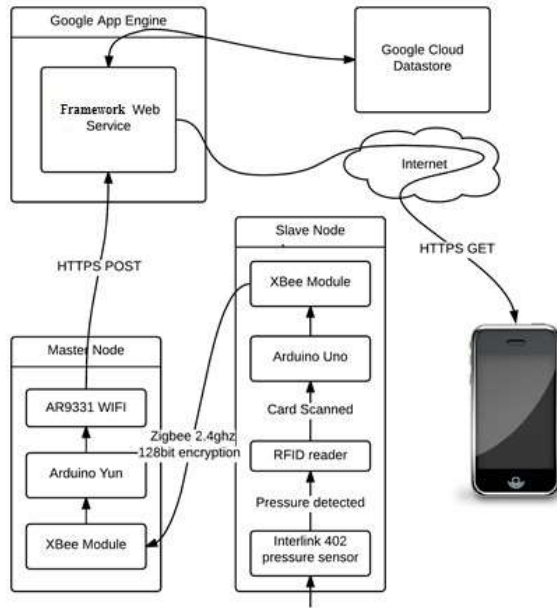 Google App Engine
Framework Web
Service
Google Cloud
Datastore
Internet
HTTPS POST
HTTPS GET
Slave Node
XBee Module
Arduino Uno
Card Scanned
RFID reader
Pressure detected
Interlink 402
pressure sensor
Zigbee 2.4ghz
128bit encryption
Master Node
AR9331 WIFI
Arduino Yun
XBee Module